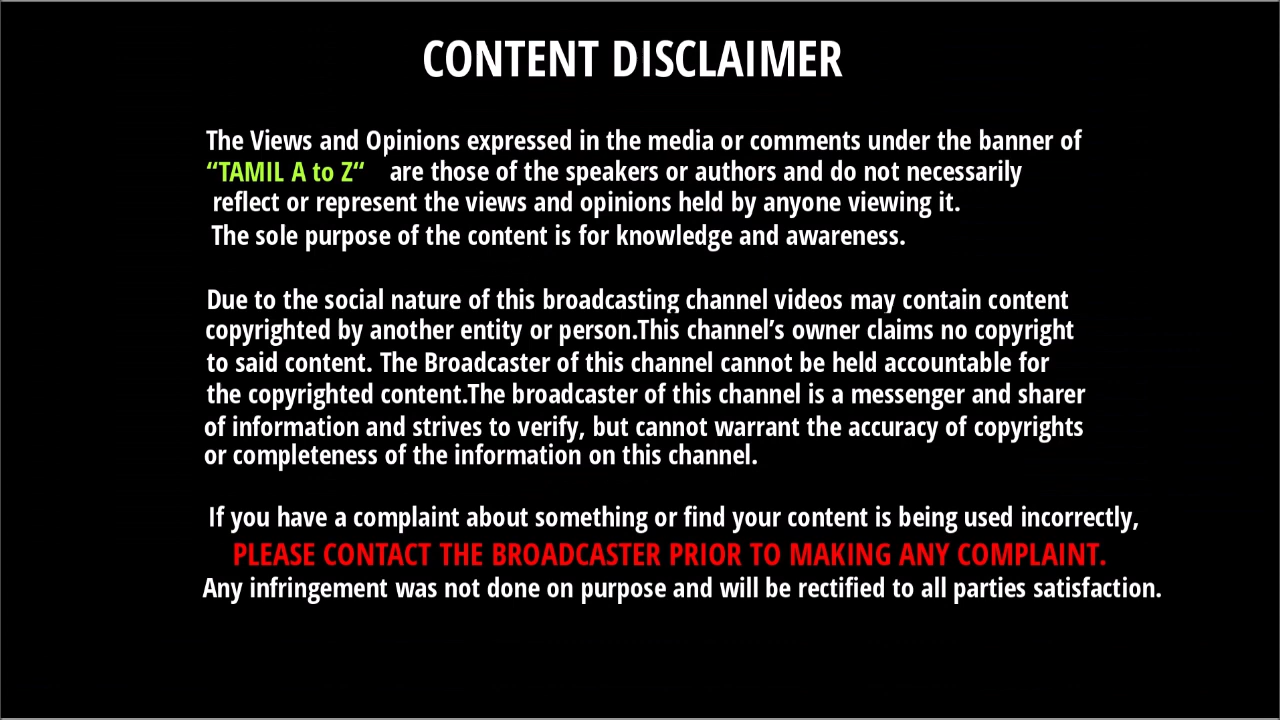 CONTENT DISCLAIMER
The Views and Opinions expressed in the media or comments under the banner of
“TAMIL A to Z“ are those of the speakers or authors and do not necessarily
reflect or represent the views and opinions held by anyone viewing it.
The sole purpose of the content is for knowledge and awareness.
Due to the social nature of this broadcasting channel videos may contain content
copyrighted by another entity or person.This channel’s owner claims no copyright
to said content. The Broadcaster of this channel cannot be held accountable for
the copyrighted content.The broadcaster of this channel is a messenger and sharer
of information and strives to verify, but cannot warrant the accuracy of copyrights
or completeness of the information on this channel.
If you have a complaint about something or find your content is being used incorrectly,
PLEASE CONTACT THE BROADCASTER PRIOR TO MAKING ANY COMPLAINT.
Any infringement was not done on purpose and will be rectified to all parties satisfaction.